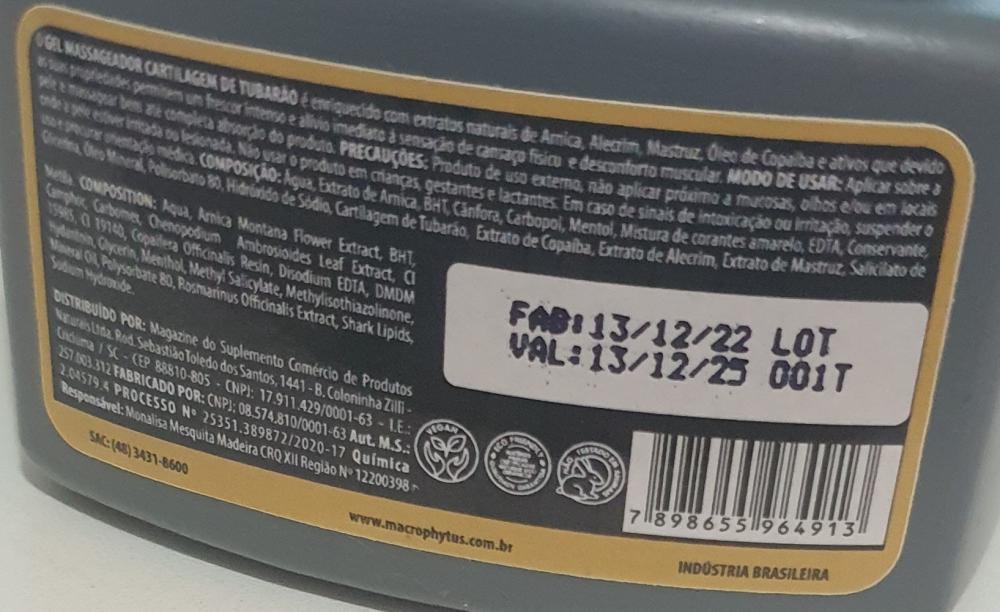 O GEL MASSAGEADOR CARTILAGEM DE TUBARÃO é enriquecido com extratos naturais de Arnica, Alecrim, Mastruz, Óleo de Copaíba e ativos que devido
as suas propriedades permitem um frescor intenso e alívio imediato à sensação de cansaço físico e desconforto muscular. MODO DE USAR: Aplicar sobre a
pele e massagear bem até completa absorção do produto. PRECAUÇÕES: Produto de uso externo, não aplicar próximo a mucosas, olhos e/ou em locais
onde a pele estiver irritada ou lesionada. Não usar o produto em crianças, gestantes e lactantes. Em caso de sinais de intoxicação ou irritação, suspender o
uso e procurar orientação médica. COMPOSIÇÃO: Água, Extrato de Arnica, BHT, Cânfora, Carbopol, Mentol, Mistura de corantes amarelo, EDTA, Conservante,
Glicerina, Óleo Mineral, Polisorbato 80, Hidróxido de Sódio, Cartilagem de Tubarão, Extrato de Copaíba, Extrato de Alecrim, Extrato de Mastruz, Salicilato de
Metila. COMPOSITION: Aqua, Arnica Montana Flower Extract, BHT,
Camphor, Carbomer, Chenopodium Ambrosioides Leaf Extract, CI
15985, CI 19140, Copaifera Officinalis Resin, Disodium EDTA, DMDM
Hydantoin, Glycerin, Menthol, Methyl Salicylate, Methylisothiazolinone,
Mineral Oil, Polysorbate 80, Rosmarinus Officinalis Extract, Shark Lipids,
Sodium Hydroxide.
DISTRIBUÍDO POR: Magazine do Suplemento Comércio de Produtos
Naturais Ltda. Rod. Sebastião Toledo dos Santos, 1441 - B. Coloninha Zilli -
Criciúma / SC - CEP 88810-805 - CNPJ: 17.911.429/0001-63 - I.E.:
257.003.312 FABRICADO POR: CNPJ: 08.574.810/0001-63 Aut. M.S.:
2.04579.4 PROCESSO Nº 25351.389872/2020-17 Química
Responsável: Monalisa Mesquita Madeira CRQ XII Região Nº 12200398
FAB:13/12/22 LOT
VAL:13/12/25 001T
VEGAN
ECO FRIENDLY
NÃO TESTADO EM ANIMAIS
7 898655 964913
SAC: (48) 3431-8600
www.macrophytus.com.br
INDÚSTRIA BRASILEIRA